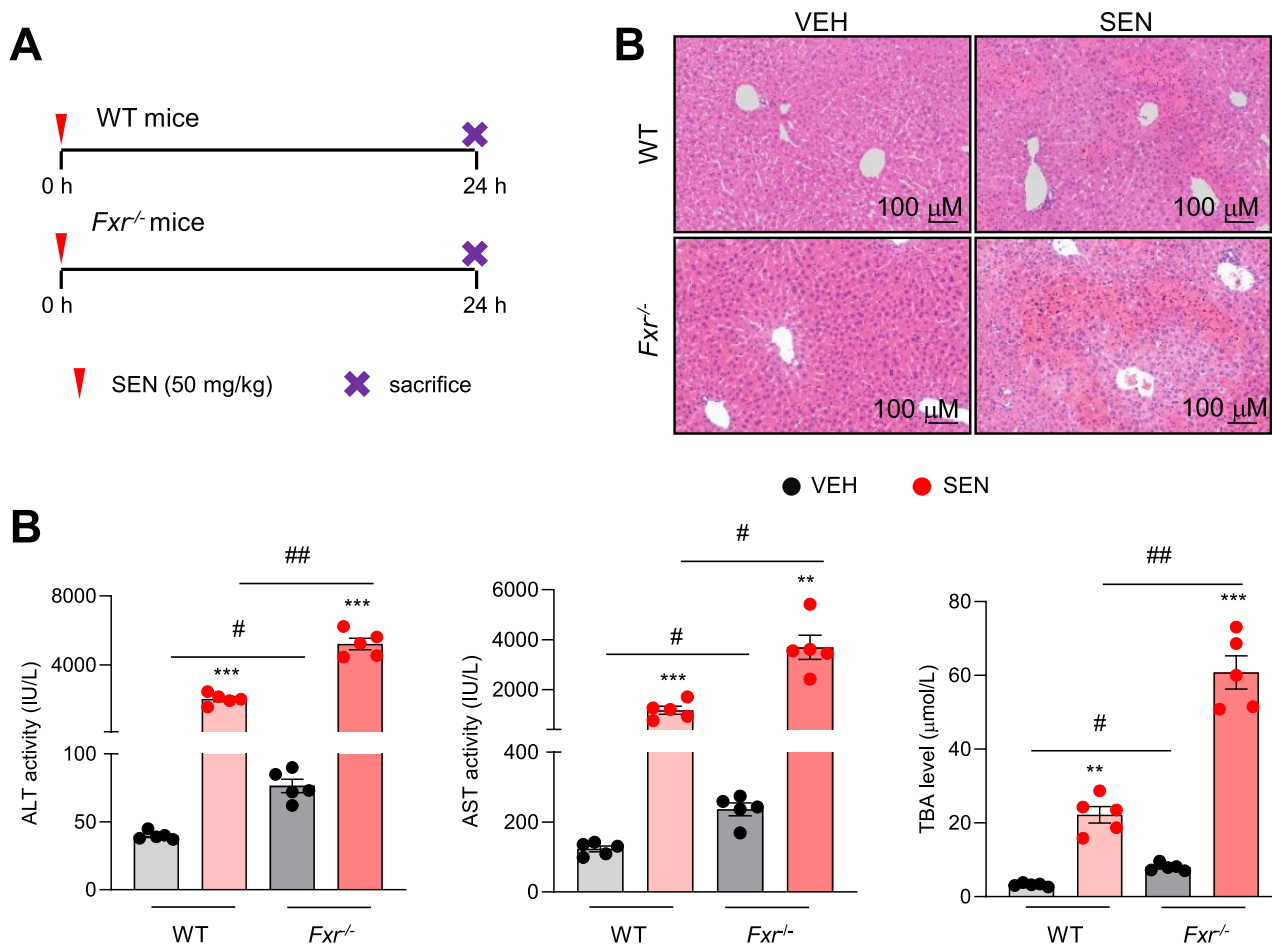 A
WT mice
0 h
24 h
Fxr-/- mice
0 h
24 h
SEN (50 mg/kg)
sacrifice
B
VEH
SEN
WT
100 μM
100 μM
Fxr-/-
100 μM
100 μM
VEH
SEN
B
ALT activity (IU/L)
8000
4000
100
50
0
##
#
***
***
WT
Fxr-/-
AST activity (IU/L)
6000
4000
2000
400
200
0
#
#
**
***
WT
Fxr-/-
TBA level (μmol/L)
80
60
40
20
0
##
***
#
**
WT
Fxr-/-